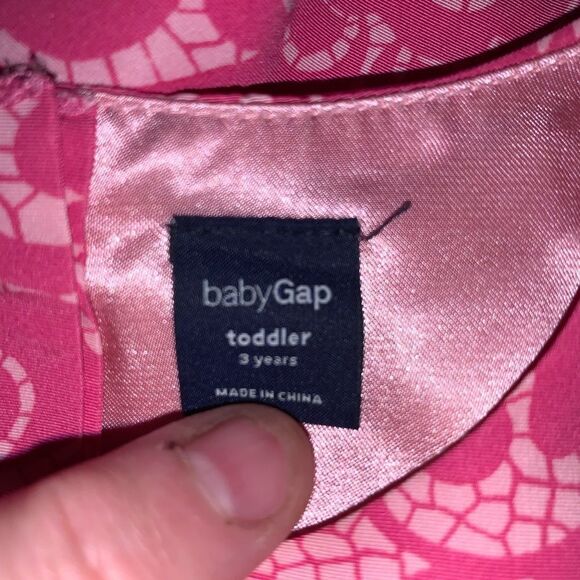 babyGap
toddler
3 years
MADE IN CHINA